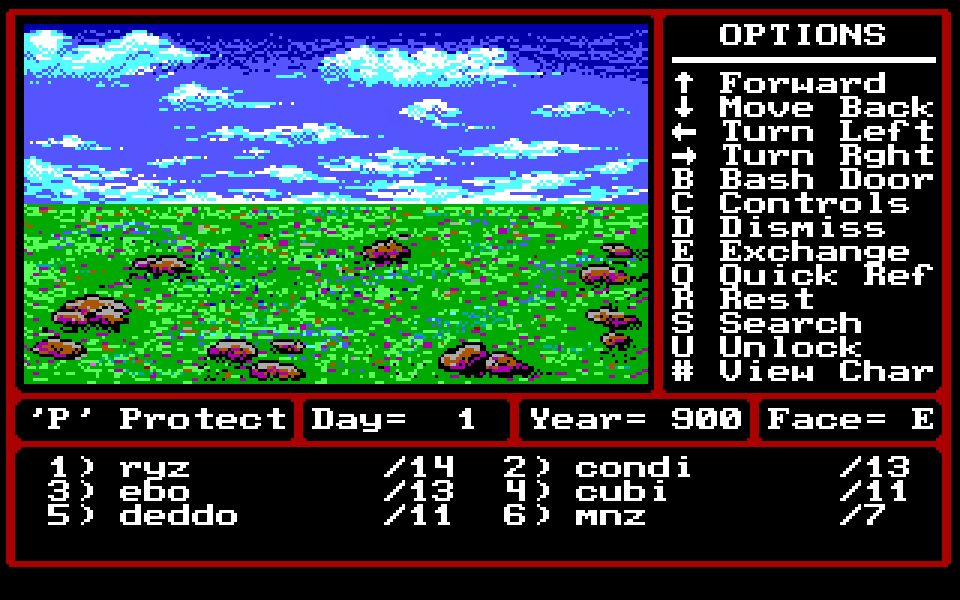 OPTIONS
↑ Forward
↓ Move Back
← Turn Left
→ Turn Rght
B Bash Door
C Controls
D Dismiss
E Exchange
Q Quick Ref
R Rest
S Search
U Unlock
# View Char
'P' Protect Day= 1 Year= 900 Face= E
1) ryz /14 2) condi /13
3) ebo /13 4) cubi /11
5) deddo /11 6) mnz /7